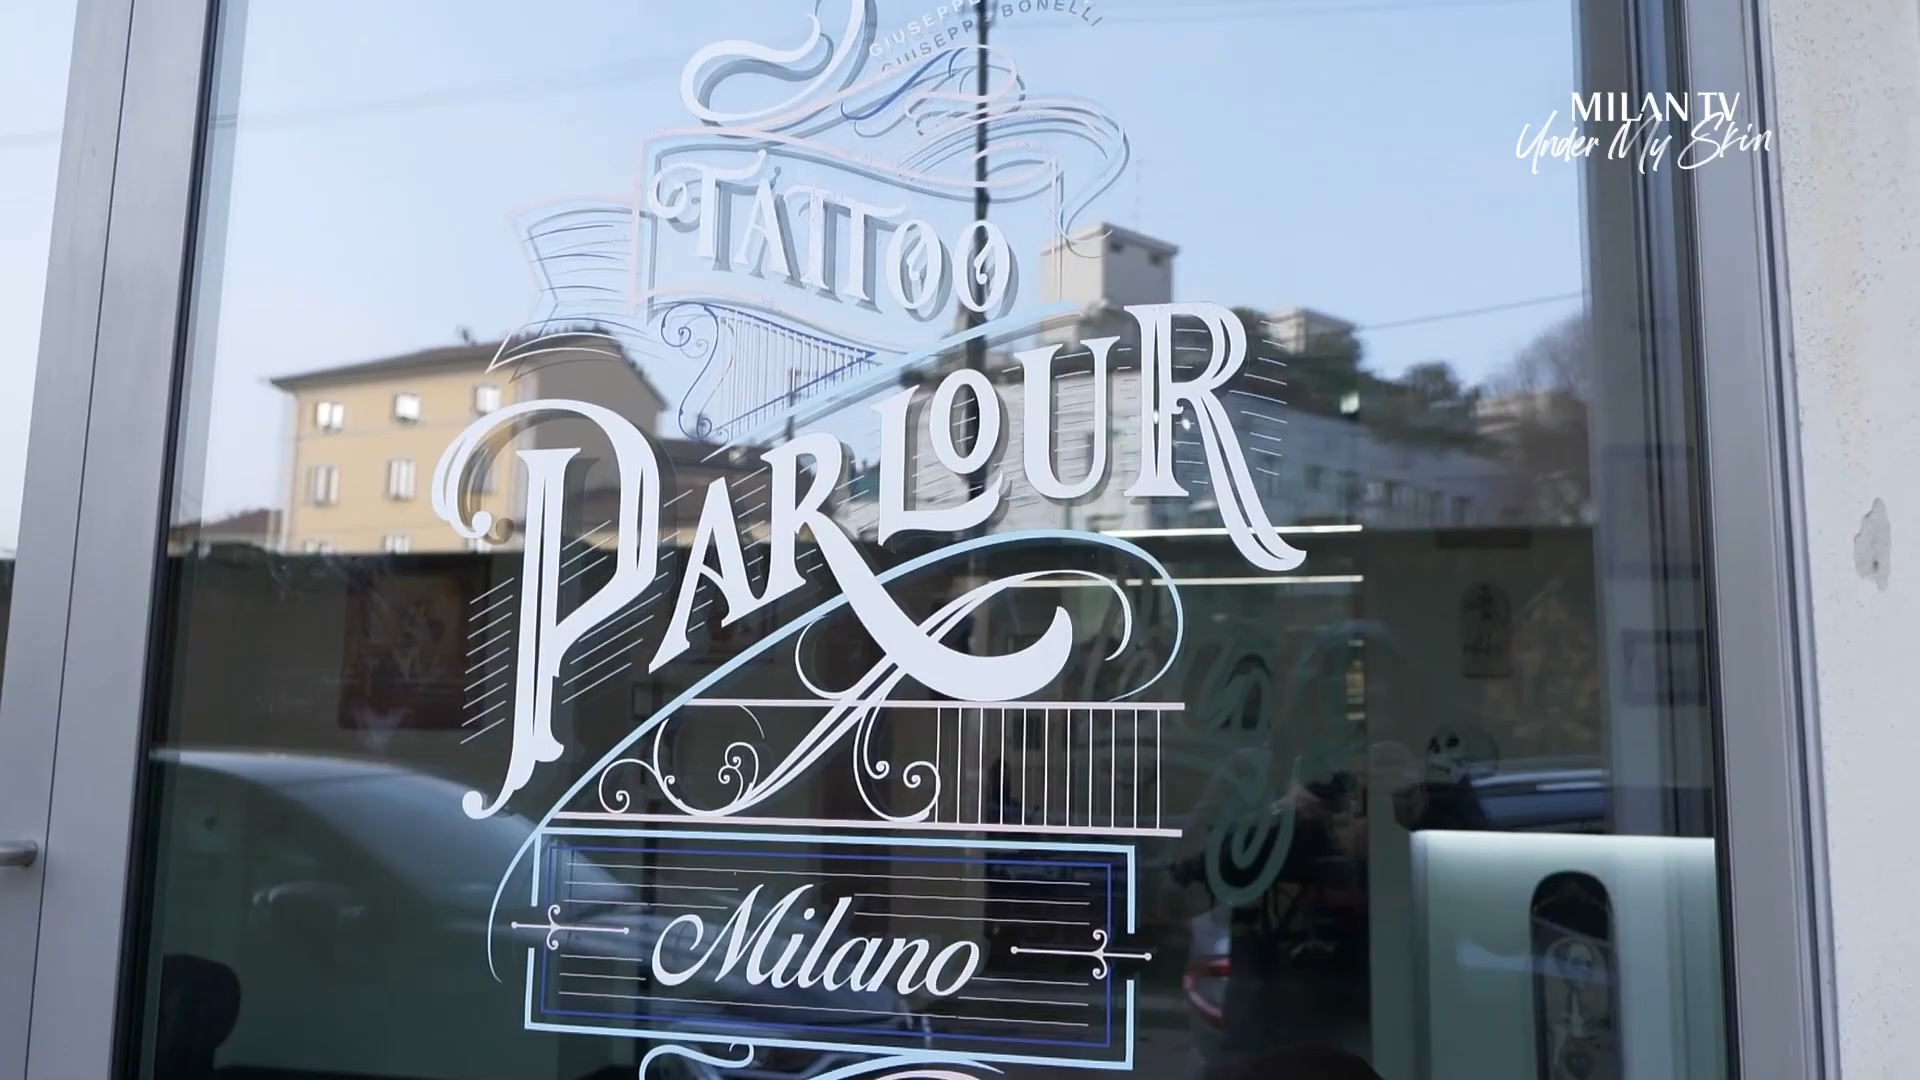 GIUSEPPE BONELLI
TATTOO
PARLOUR
Milano
MILAN TV
Under My Skin